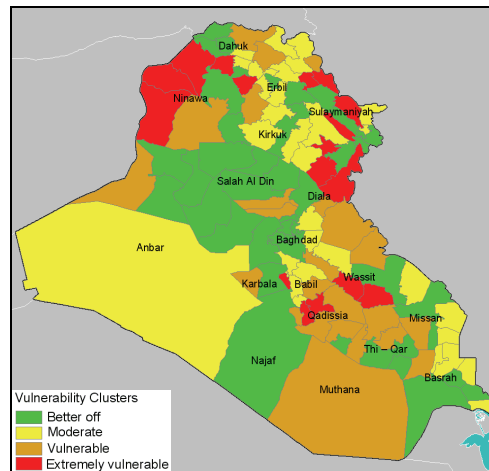 Dahuk
Ninawa
Erbil
Sulaymaniyah
Kirkuk
Salah Al Din
Diala
Baghdad
Anbar
Karbala
Babil
Wassit
Qadissia
Missan
Thi – Qar
Najaf
Muthana
Basrah
Vulnerability Clusters
Better off
Moderate
Vulnerable
Extremely vulnerable